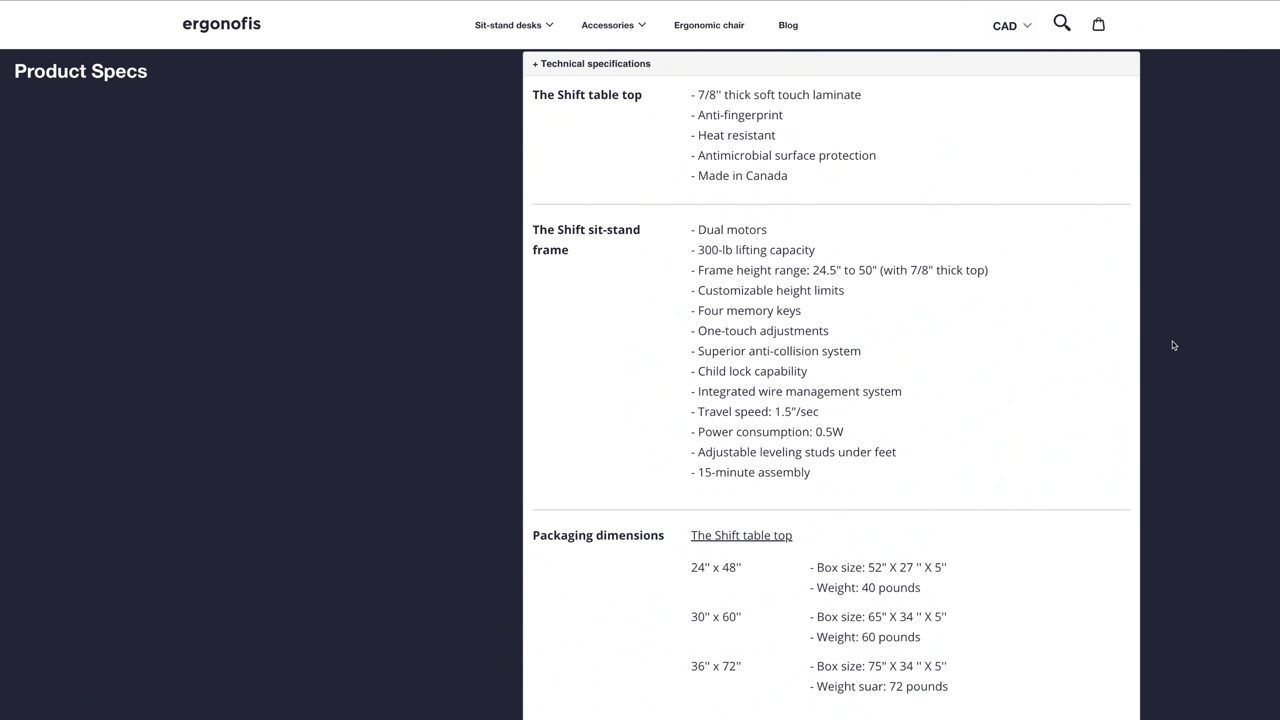 ergonofis
Sit-stand desks
Accessories
Ergonomic chair
Blog
CAD
Product Specs
+ Technical specifications
The Shift table top
- 7/8'' thick soft touch laminate
- Anti-fingerprint
- Heat resistant
- Antimicrobial surface protection
- Made in Canada
The Shift sit-stand
frame
- Dual motors
- 300-lb lifting capacity
- Frame height range: 24.5" to 50" (with 7/8" thick top)
- Customizable height limits
- Four memory keys
- One-touch adjustments
- Superior anti-collision system
- Child lock capability
- Integrated wire management system
- Travel speed: 1.5"/sec
- Power consumption: 0.5W
- Adjustable leveling studs under feet
- 15-minute assembly
Packaging dimensions
The Shift table top
24'' x 48''
- Box size: 52" X 27 '' X 5''
- Weight: 40 pounds
30'' x 60''
- Box size: 65" X 34 '' X 5''
- Weight: 60 pounds
36'' x 72''
- Box size: 75" X 34 '' X 5''
- Weight suar: 72 pounds